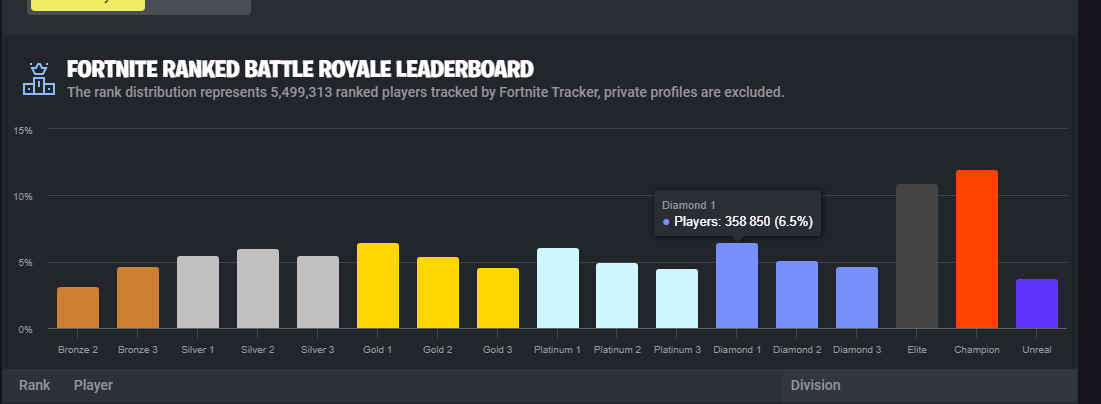 FORTNITE RANKED BATTLE ROYALE LEADERBOARD
The rank distribution represents 5,499,313 ranked players tracked by Fortnite Tracker, private profiles are excluded.
15%
10%
Diamond 1
Players: 358 850 (6.5%)
5%
0%
Bronze 2 Bronze 3 Silver 1 Silver 2 Silver 3 Gold 1 Gold 2 Gold 3 Platinum 1 Platinum 2 Platinum 3 Diamond 1 Diamond 2 Diamond 3 Elite Champion Unreal
Rank Player Division